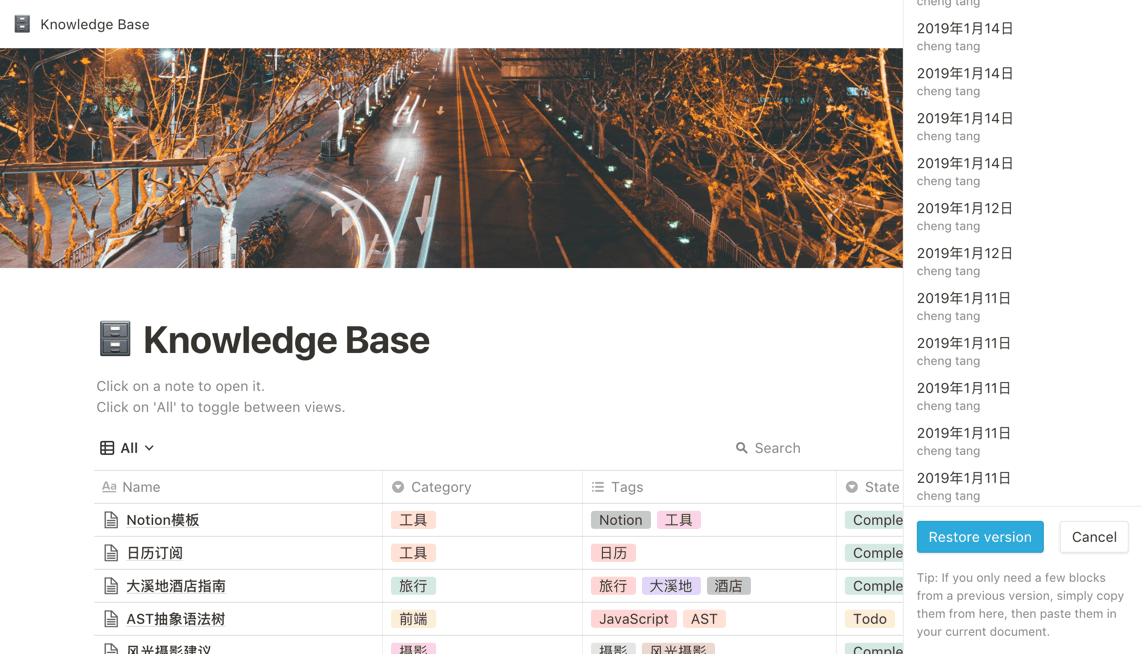 Knowledge Base
Knowledge Base
Click on a note to open it.
Click on 'All' to toggle between views.
All
Search
Aa Name Category Tags State
Notion模板 工具 Notion 工具 Comple
日历订阅 工具 日历 Comple
大溪地酒店指南 旅行 旅行 大溪地 酒店 Comple
AST抽象语法树 前端 JavaScript AST Todo
风光摄影建议 摄影 摄影 风光摄影 Comple
cheng tang
2019年1月14日
cheng tang
2019年1月14日
cheng tang
2019年1月14日
cheng tang
2019年1月14日
cheng tang
2019年1月12日
cheng tang
2019年1月12日
cheng tang
2019年1月11日
cheng tang
2019年1月11日
cheng tang
2019年1月11日
cheng tang
2019年1月11日
cheng tang
2019年1月11日
cheng tang
Restore version Cancel
Tip: If you only need a few blocks
from a previous version, simply copy
them from here, then paste them in
your current document.